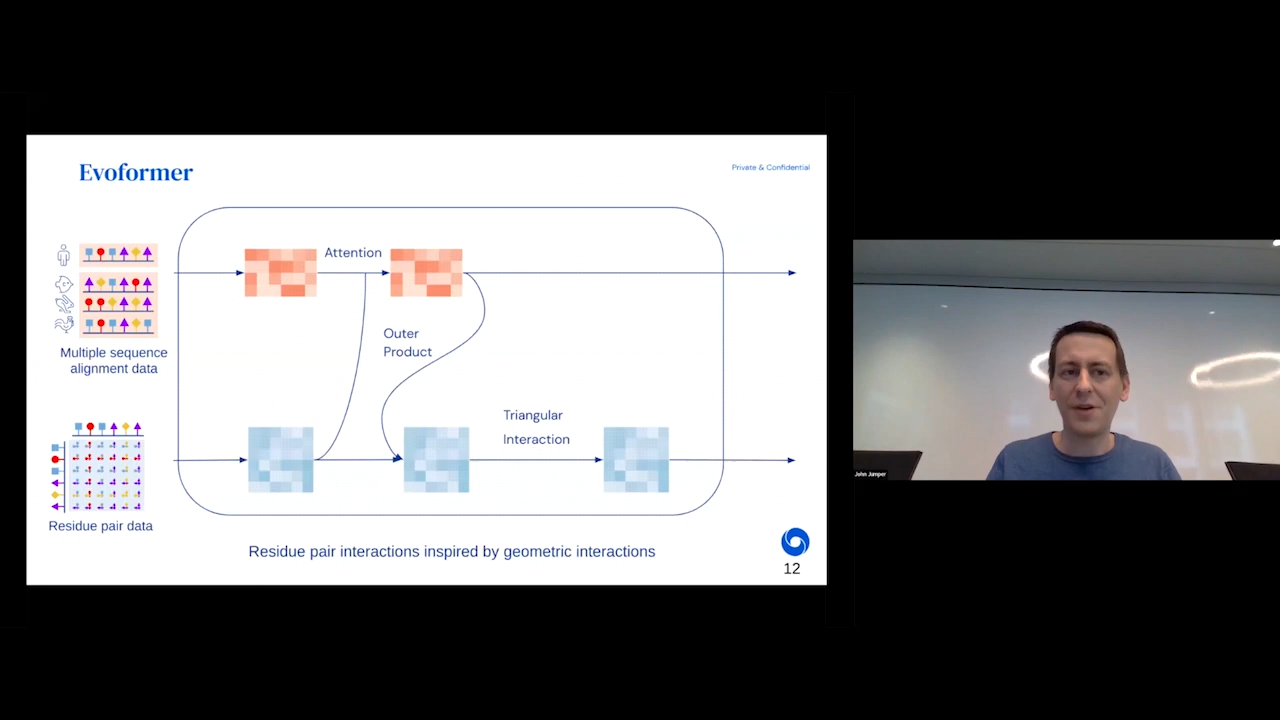 Evoformer
Private & Confidential
Attention
Outer
Product
Multiple sequence
alignment data
Triangular
Interaction
Residue pair data
Residue pair interactions inspired by geometric interactions
12
John Jumper